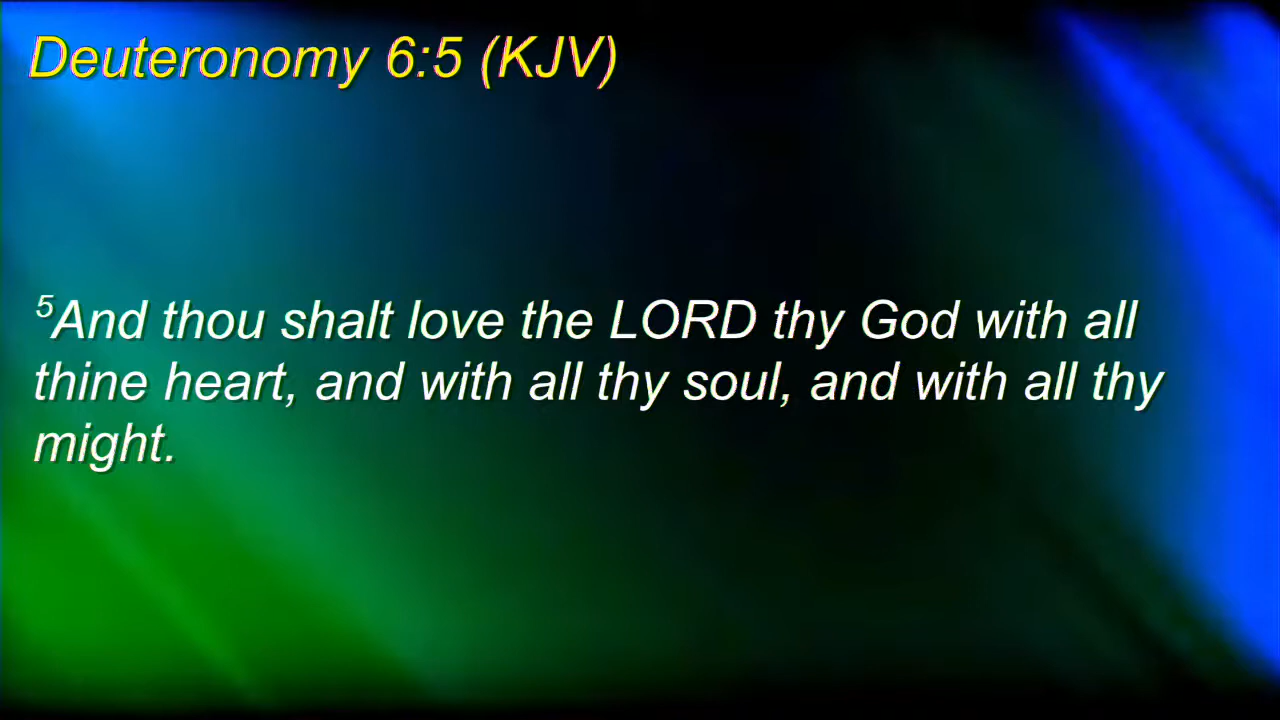 Deuteronomy 6:5 (KJV)
⁵And thou shalt love the LORD thy God with all
thine heart, and with all thy soul, and with all thy
might.